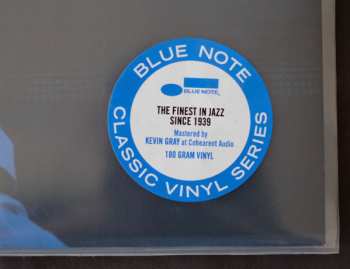 BLUE NOTE
BLUE NOTE
THE FINEST IN JAZZ
SINCE 1939
Mastered by
KEVIN GRAY at Cohearent Audio
180 GRAM VINYL
CLASSIC VINYL SERIES